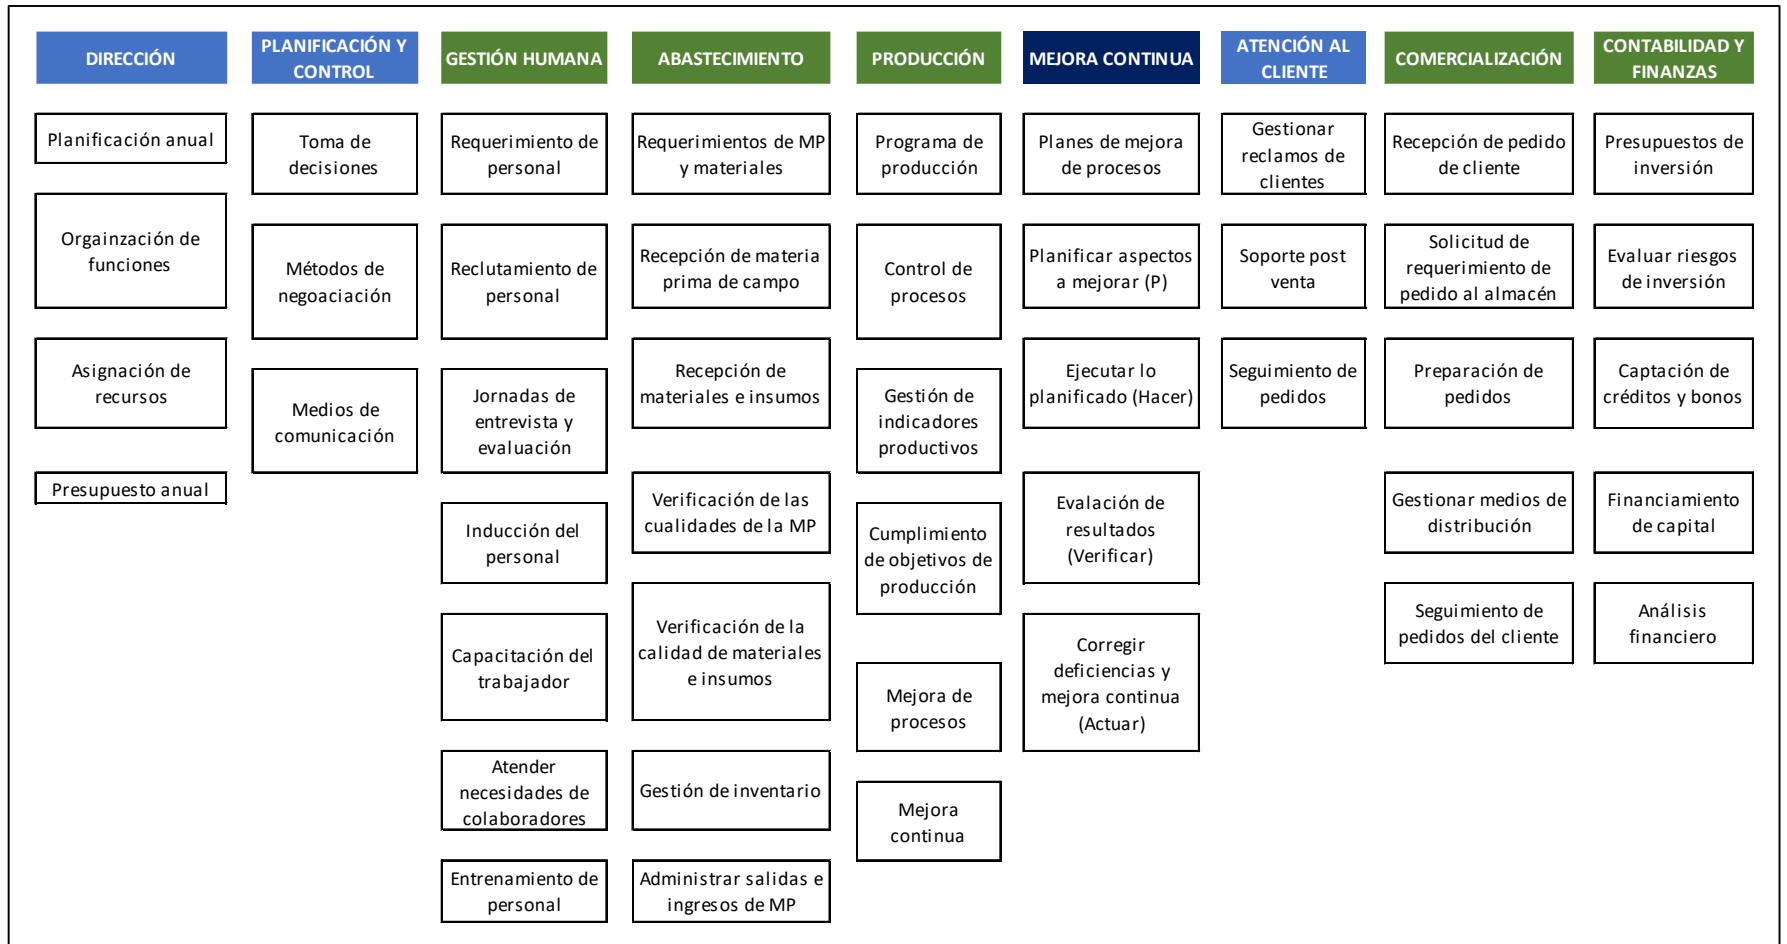 DIRECCIÓN
Planificación anual
Orgainzación de
funciones
Asignación de
recursos
Presupuesto anual
PLANIFICACIÓN Y
CONTROL
Toma de
decisiones
Métodos de
negoaciación
Medios de
comunicación
GESTIÓN HUMANA
Requerimiento de
personal
Reclutamiento de
personal
Jornadas de
entrevista y
evaluación
Inducción del
personal
Capacitación del
trabajador
Atender
necesidades de
colaboradores
Entrenamiento de
personal
ABASTECIMIENTO
Requerimientos de MP
y materiales
Recepción de materia
prima de campo
Recepción de
materiales e insumos
Verificación de las
cualidades de la MP
Verificación de la
calidad de materiales
e insumos
Gestión de inventario
Administrar salidas e
ingresos de MP
PRODUCCIÓN
Programa de
producción
Control de
procesos
Gestión de
indicadores
productivos
Cumplimiento
de objetivos de
producción
Mejora de
procesos
Mejora
continua
MEJORA CONTINUA
Planes de mejora
de procesos
Planificar aspectos
a mejorar (P)
Ejecutar lo
planificado (Hacer)
Evalación de
resultados
(Verificar)
Corregir
deficiencias y
mejora continua
(Actuar)
ATENCIÓN AL
CLIENTE
Gestionar
reclamos de
clientes
Soporte post
venta
Seguimiento de
pedidos
COMERCIALIZACIÓN
Recepción de pedido
de cliente
Solicitud de
requerimiento de
pedido al almacén
Preparación de
pedidos
Gestionar medios de
distribución
Seguimiento de
pedidos del cliente
CONTABILIDAD Y
FINANZAS
Presupuestos de
inversión
Evaluar riesgos
de inversión
Captación de
créditos y bonos
Financiamiento
de capital
Análisis
financiero